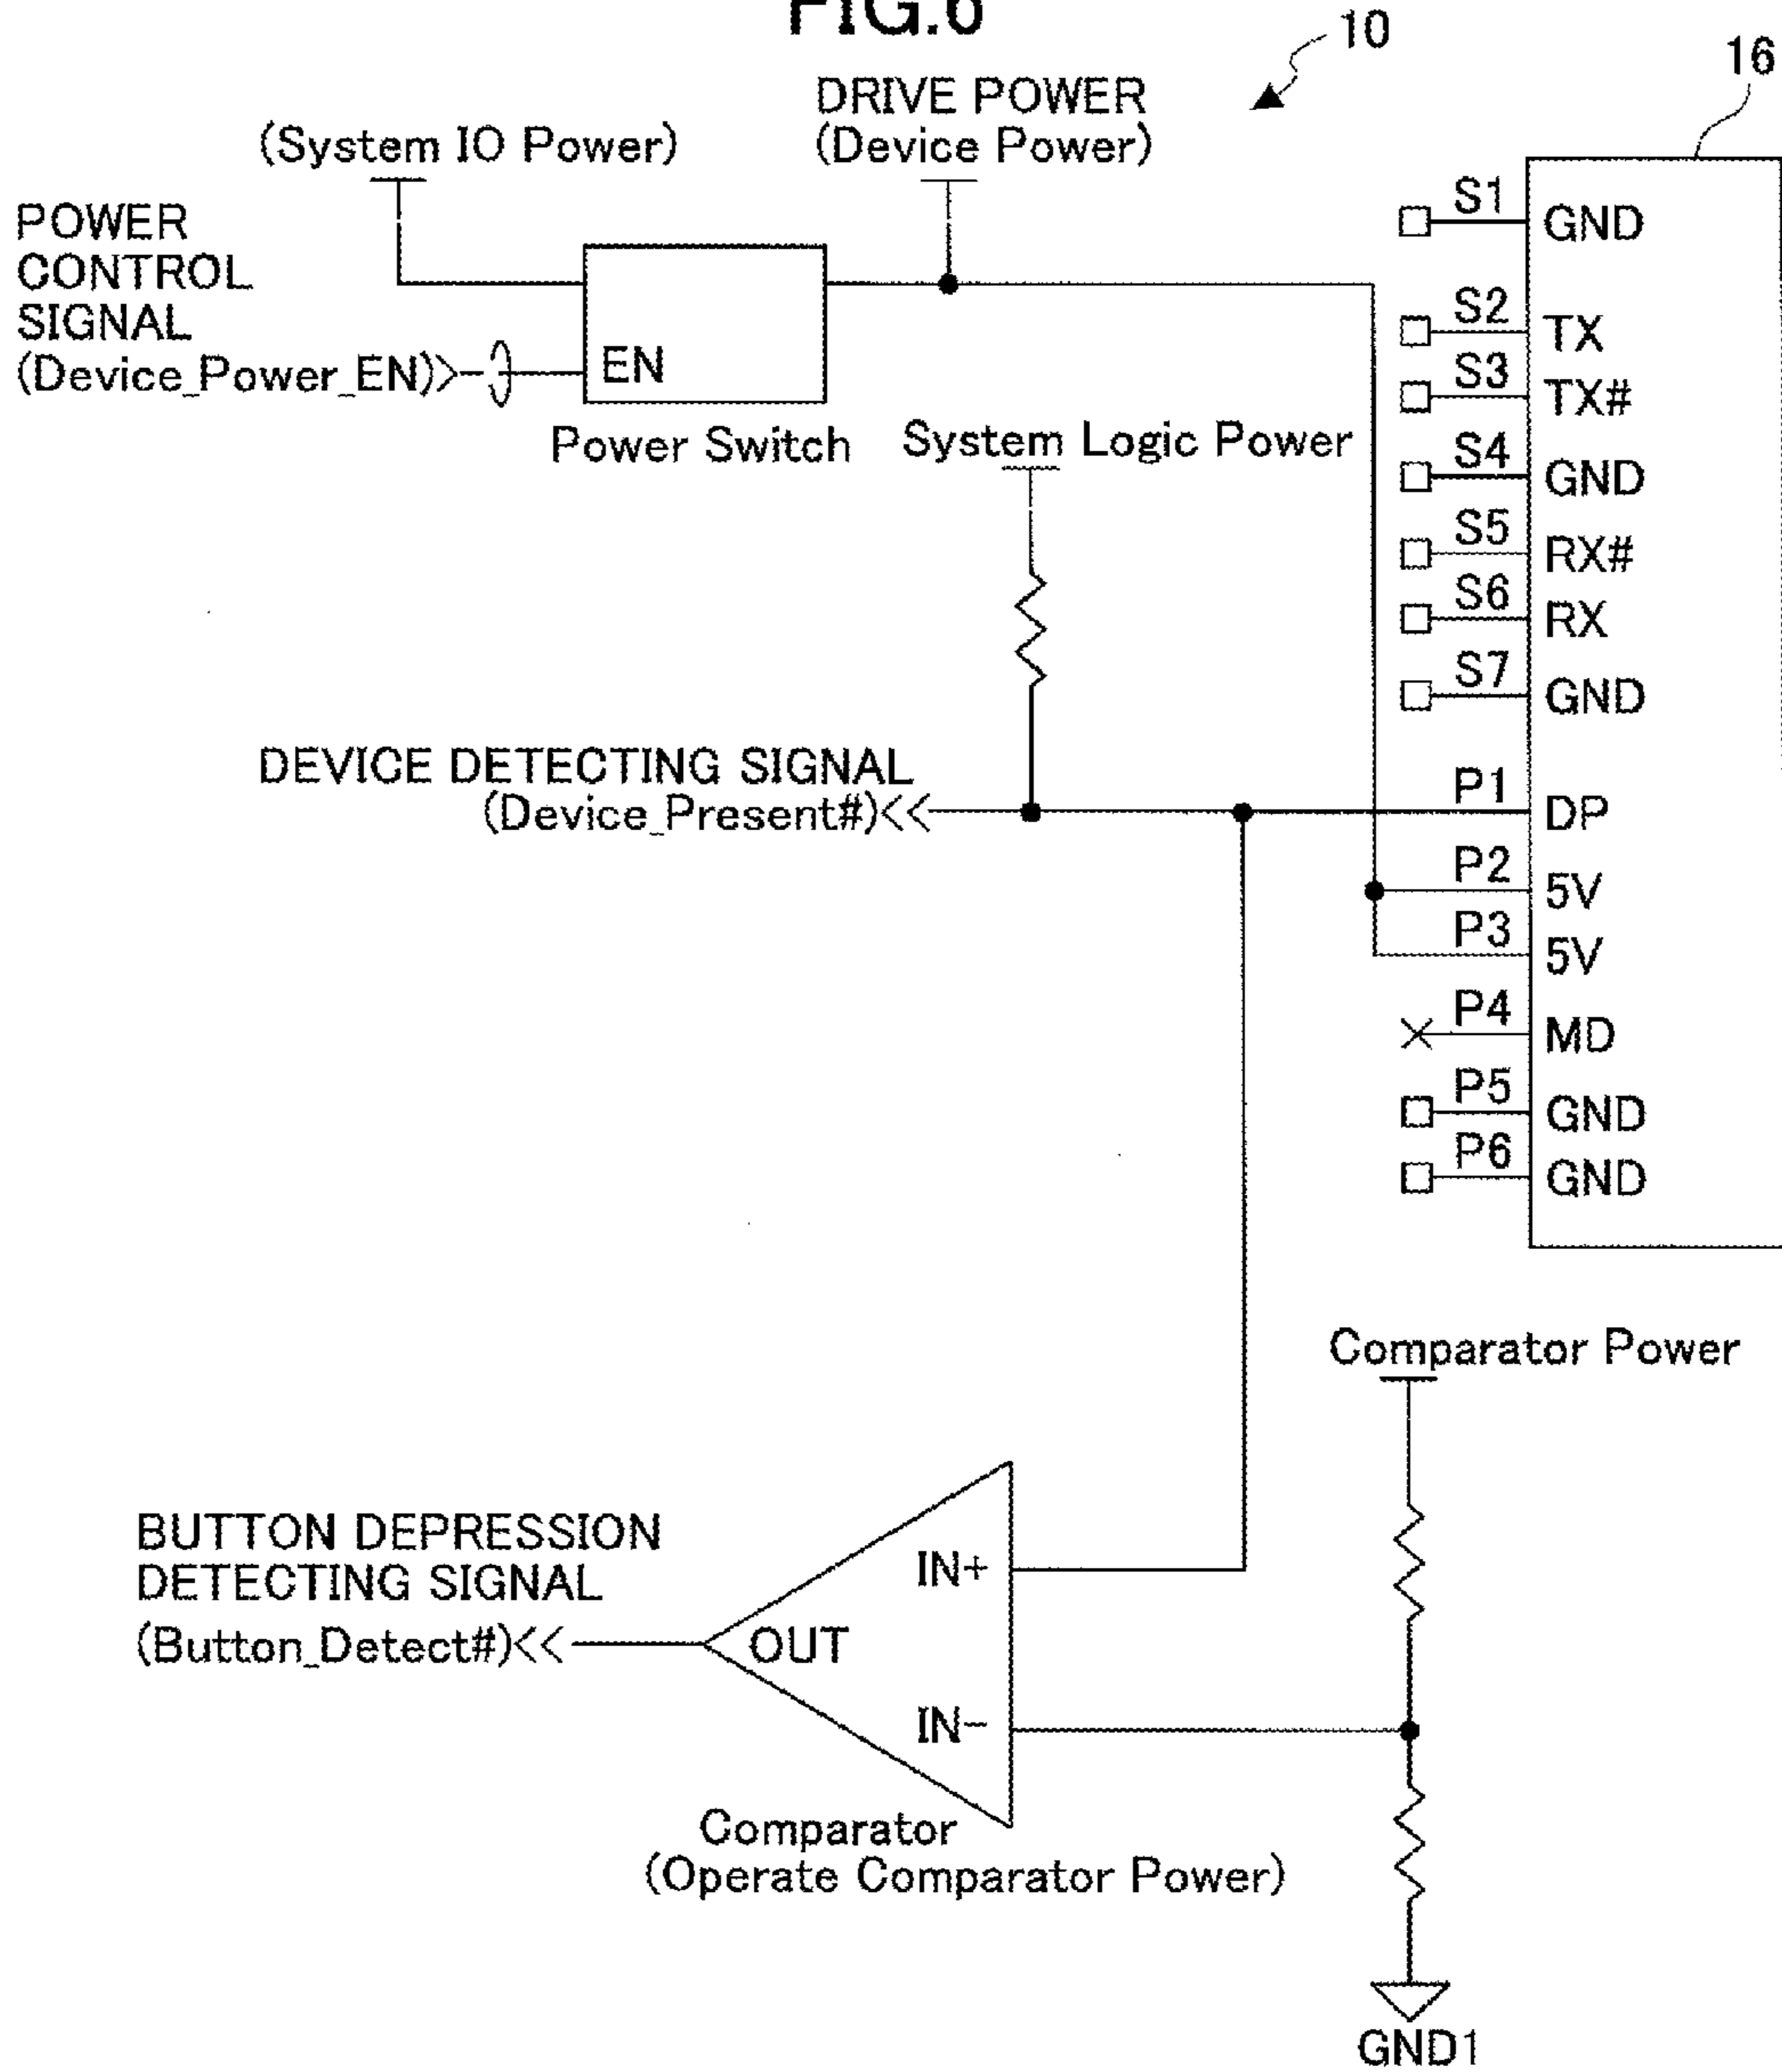 FIG.6
10
16
DRIVE POWER
(Device Power)
(System IO Power)
POWER
CONTROL
SIGNAL
(Device_Power_EN)
EN
Power Switch
System Logic Power
DEVICE DETECTING SIGNAL
(Device_Present#)
S1 GND
S2 TX
S3 TX#
S4 GND
S5 RX#
S6 RX
S7 GND
P1 DP
P2 5V
P3 5V
P4 MD
P5 GND
P6 GND
Comparator Power
BUTTON DEPRESSION
DETECTING SIGNAL
(Button_Detect#)
IN+
OUT
IN-
Comparator
(Operate Comparator Power)
GND1